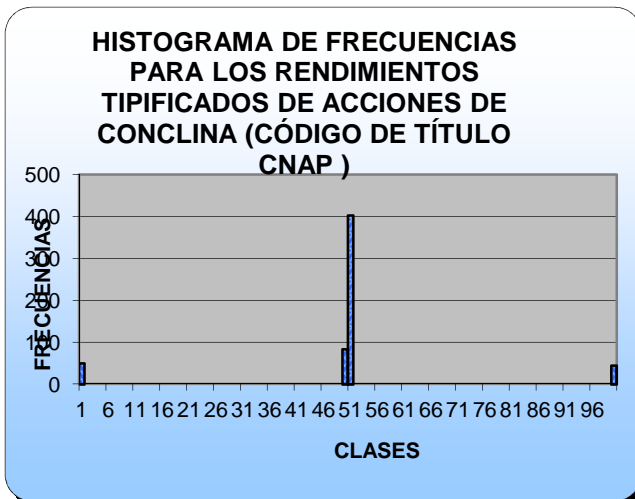 HISTOGRAMA DE FRECUENCIAS
PARA LOS RENDIMIENTOS
TIPIFICADOS DE ACCIONES DE
CONCLINA (CÓDIGO DE TÍTULO
CNAP )
500
400
300
200
100
0
FRECUENCIAS
1 6 11 16 21 26 31 36 41 46 51 56 61 66 71 76 81 86 91 96
CLASES